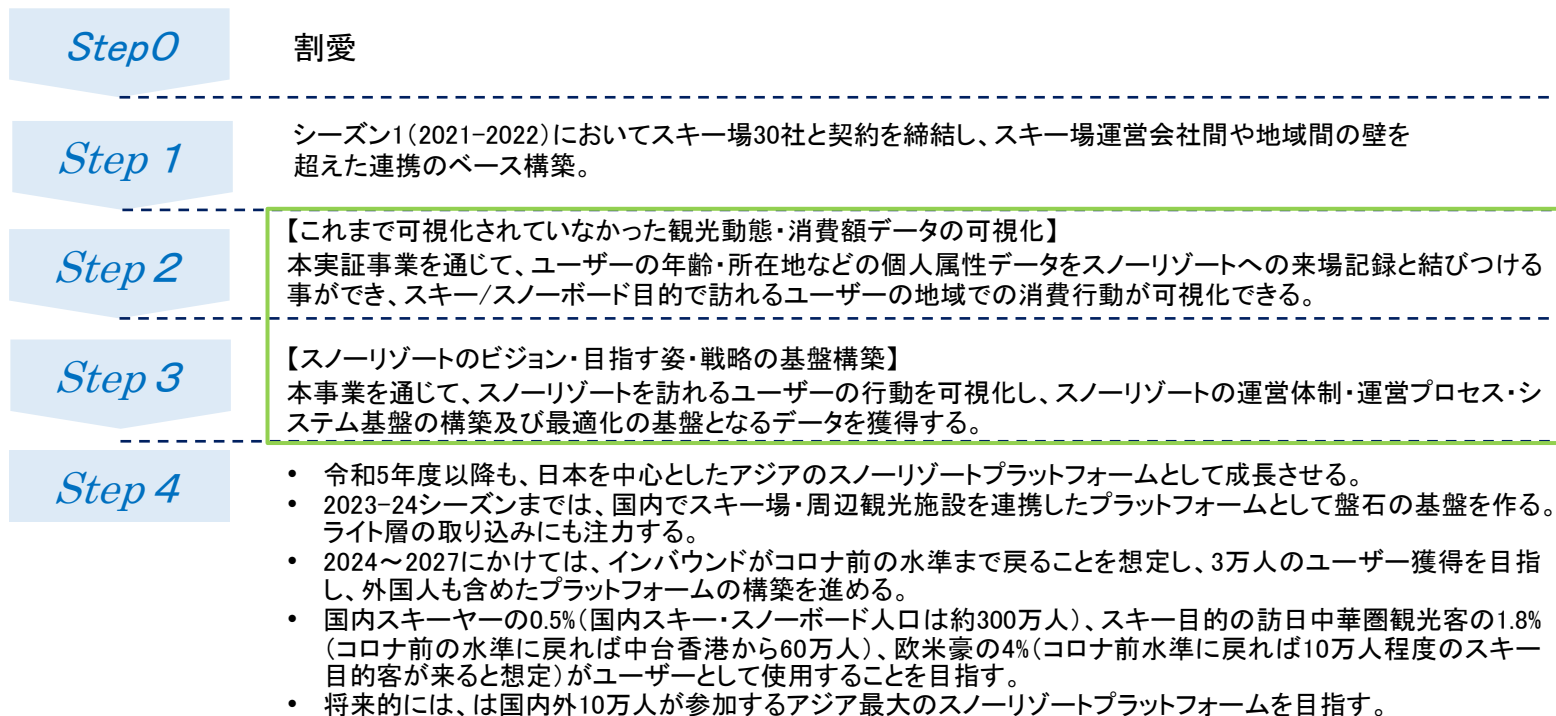 Step0
割愛
Step 1
シーズン1(2021-2022)においてスキー場30社と契約を締結し、スキー場運営会社間や地域間の壁を
超えた連携のベース構築。
Step 2
【これまで可視化されていなかった観光動態・消費額データの可視化】
本実証事業を通じて、ユーザーの年齢・所在地などの個人属性データをスノーリゾートへの来場記録と結びつける
事ができ、スキー/スノーボード目的で訪れるユーザーの地域での消費行動が可視化できる。
Step 3
【スノーリゾートのビジョン・目指す姿・戦略の基盤構築】
本事業を通じて、スノーリゾートを訪れるユーザーの行動を可視化し、スノーリゾートの運営体制・運営プロセス・シ
ステム基盤の構築及び最適化の基盤となるデータを獲得する。
Step 4
• 令和5年度以降も、日本を中心としたアジアのスノーリゾートプラットフォームとして成長させる。
• 2023-24シーズンまでは、国内でスキー場・周辺観光施設を連携したプラットフォームとして盤石の基盤を作る。
ライト層の取り込みにも注力する。
• 2024～2027にかけては、インバウンドがコロナ前の水準まで戻ることを想定し、3万人のユーザー獲得を目指
し、外国人も含めたプラットフォームの構築を進める。
• 国内スキーヤーの0.5%(国内スキー・スノーボード人口は約300万人)、スキー目的の訪日中華圏観光客の1.8%
(コロナ前の水準に戻れば中台香港から60万人)、欧米豪の4%(コロナ前水準に戻れば10万人程度のスキー
目的客が来ると想定)がユーザーとして使用することを目指す。
• 将来的には、は国内外10万人が参加するアジア最大のスノーリゾートプラットフォームを目指す。